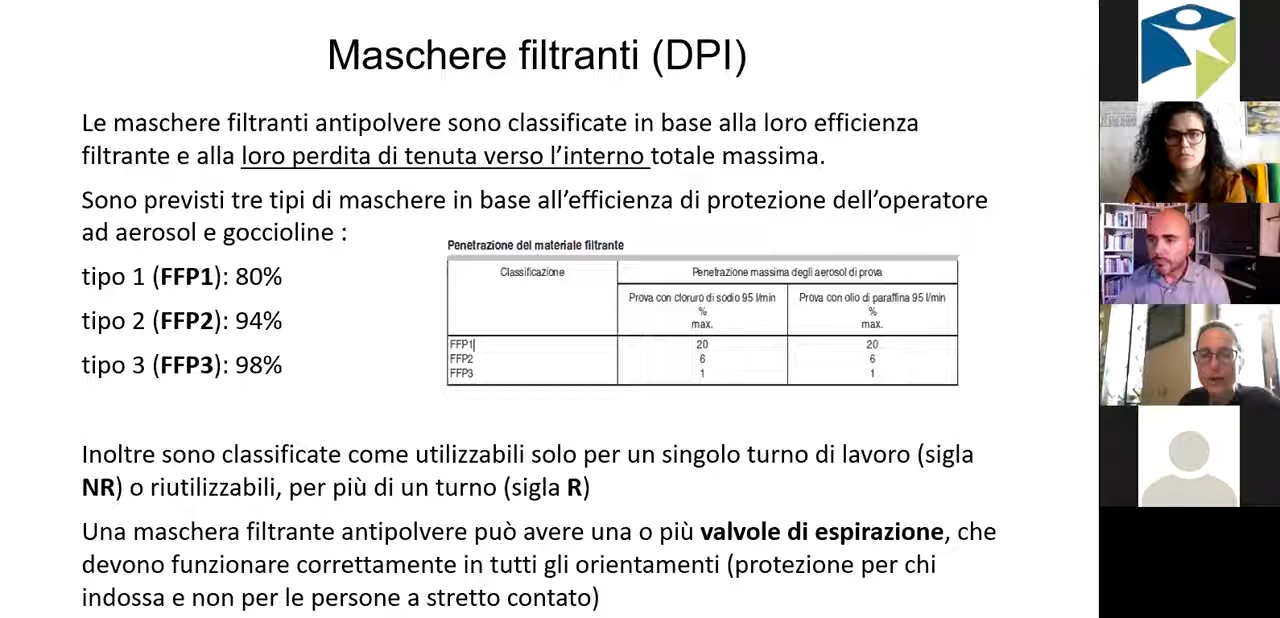 Maschere filtranti (DPI)
Le maschere filtranti antipolvere sono classificate in base alla loro efficienza
filtrante e alla loro perdita di tenuta verso l’interno totale massima.
Sono previsti tre tipi di maschere in base all’efficienza di protezione dell’operatore
ad aerosol e goccioline :
tipo 1 (FFP1): 80%
tipo 2 (FFP2): 94%
tipo 3 (FFP3): 98%
Penetrazione del materiale filtrante
Classificazione
Penetrazione massima degli aerosol di prova
Prova con cloruro di sodio 95 l/min
%
max.
Prova con olio di paraffina 95 l/min
%
max.
FFP1 20 20
FFP2 6 6
FFP3 1 1
Inoltre sono classificate come utilizzabili solo per un singolo turno di lavoro (sigla
NR) o riutilizzabili, per più di un turno (sigla R)
Una maschera filtrante antipolvere può avere una o più valvole di espirazione, che
devono funzionare correttamente in tutti gli orientamenti (protezione per chi
indossa e non per le persone a stretto contato)